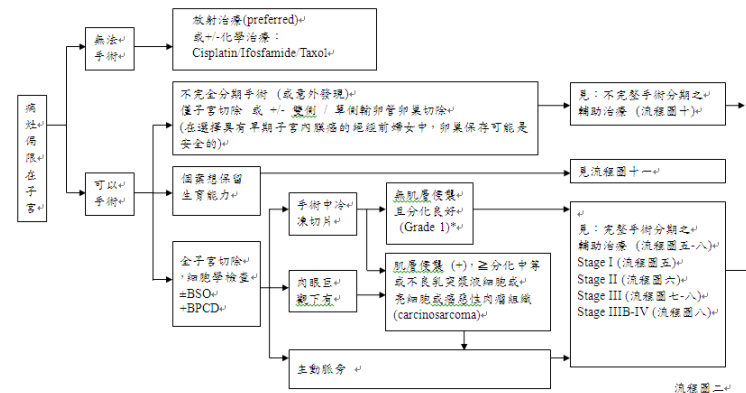 病
灶
侷
限
在
子
宮
無法
手術
放射治療(preferred)
或+/-化學治療：
Cisplatin/Ifosfamide/Taxol
可以
手術
不完全分期手術 (或意外發現)
僅子宮切除 或 +/- 雙側 / 單側輸卵管卵巢切除
(在選擇具有早期子宮內膜癌的絕經前婦女中，卵巢保存可能是
安全的)
見：不完整手術分期之
輔助治療 (流程圖十)
個案想保留
生育能力
見流程圖十一
全子宮切除
，細胞學檢查
±BSO
+BPCD
手術中冷
凍切片
無肌層侵襲
且分化良好
(Grade 1)*
肉眼巨
觀下有
肌層侵襲 (+)，≧分化中等
或不良乳突漿液細胞或
亮細胞或癌惡性肉瘤組織
(carcinosarcoma)
主動脈旁
見：完整手術分期之
輔助治療 (流程圖五-八)
Stage I (流程圖五)
Stage II (流程圖六)
Stage III (流程圖七-八)
Stage IIIB-IV (流程圖八)
流程圖二